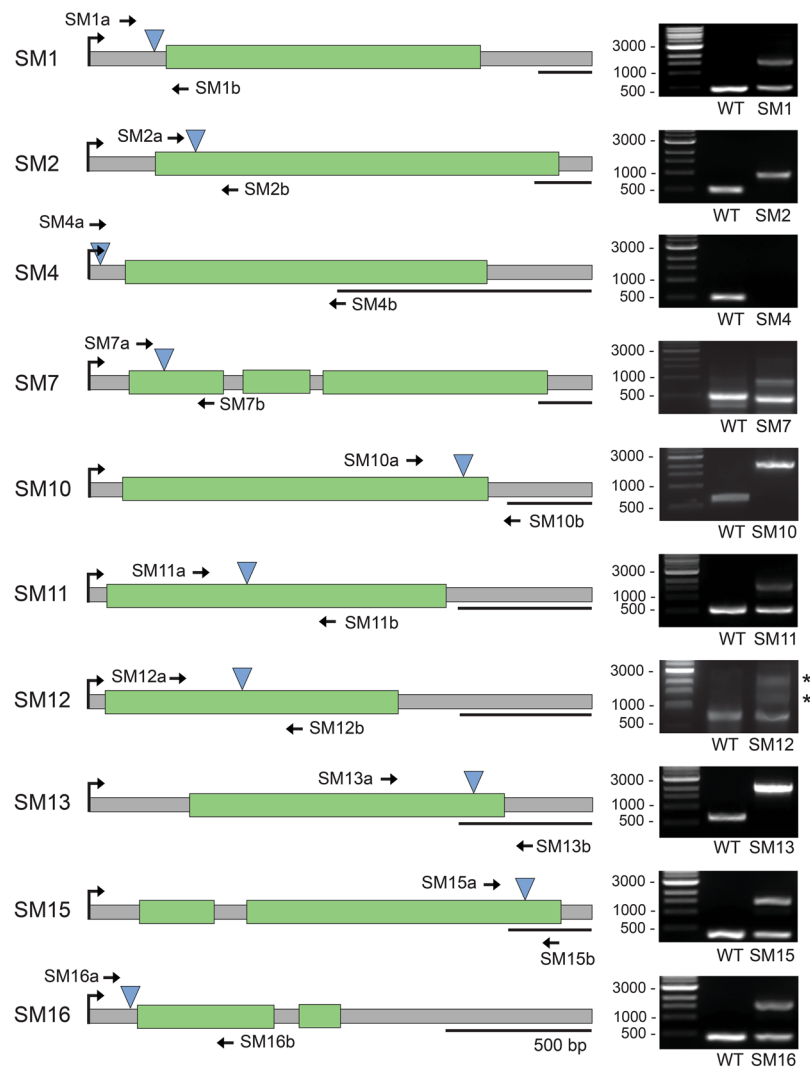 SM1a
SM1
SM1b
3000 -
1000 -
500 -
WT SM1
SM2a
SM2
SM2b
3000 -
1000 -
500 -
WT SM2
SM4a
SM4
SM4b
3000 -
1000 -
500 -
WT SM4
SM7a
SM7
SM7b
3000 -
1000 -
500 -
WT SM7
SM10a
SM10
SM10b
3000 -
1000 -
500 -
WT SM10
SM11a
SM11
SM11b
3000 -
1000 -
500 -
WT SM11
SM12a
SM12
SM12b
3000 -
1000 -
500 -
*
*
WT SM12
SM13a
SM13
SM13b
3000 -
1000 -
500 -
WT SM13
SM15a
SM15
SM15b
3000 -
1000 -
500 -
WT SM15
SM16a
SM16
SM16b
500 bp
3000 -
1000 -
500 -
WT SM16